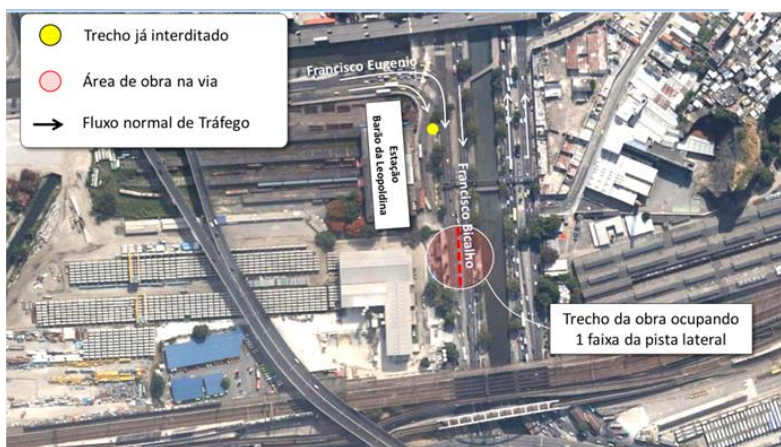 Trecho já interditado
Área de obra na via
Fluxo normal de Tráfego
Francisco Eugenio
Estação
Barão da Leopoldina
Francisco Bicalho
Trecho da obra ocupando
1 faixa da pista lateral